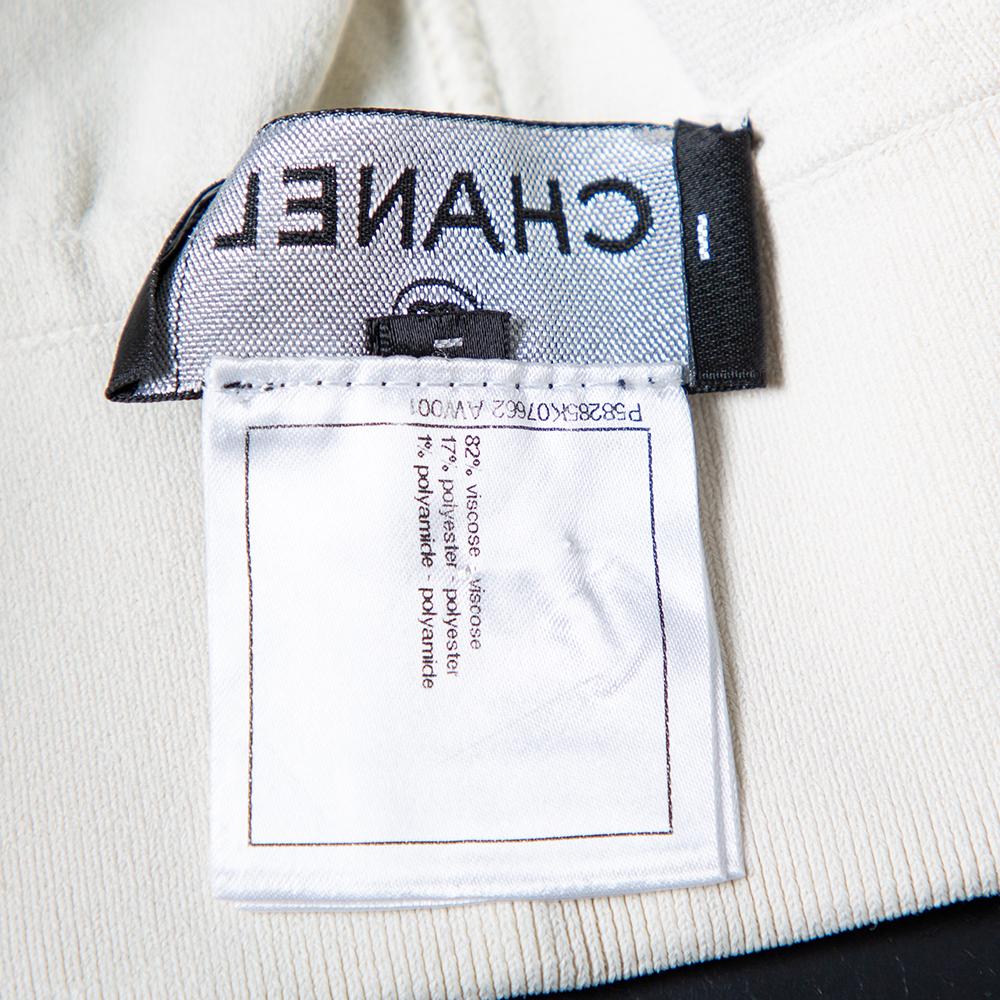 CHANEL
P58285K07662 AW001
82% viscose - viscose
17% polyester - polyester
1% polyamide - polyamide